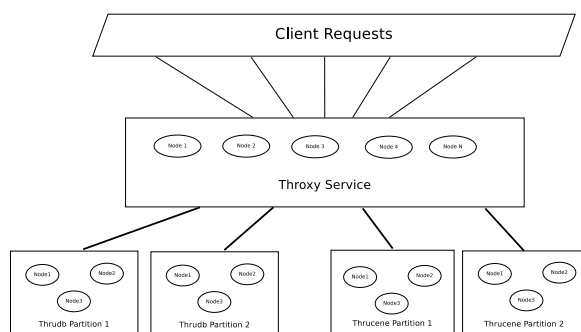 Client Requests
Node 1 Node 2 Node 3 Node 4 Node N
Throxy Service
Node1 Node2 Node3
Thrudb Partition 1
Node1 Node2 Node3
Thrudb Partition 2
Node1 Node2 Node3
Thrucene Partition 1
Node1 Node2 Node3
Thrucene Partition 2